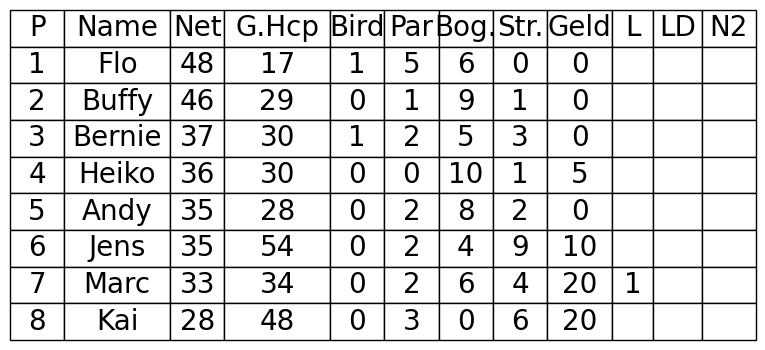 P Name Net G.Hcp Bird Par Bog. Str. Geld L LD N2
1 Flo 48 17 1 5 6 0 0
2 Buffy 46 29 0 1 9 1 0
3 Bernie 37 30 1 2 5 3 0
4 Heiko 36 30 0 0 10 1 5
5 Andy 35 28 0 2 8 2 0
6 Jens 35 54 0 2 4 9 10
7 Marc 33 34 0 2 6 4 20 1
8 Kai 28 48 0 3 0 6 20